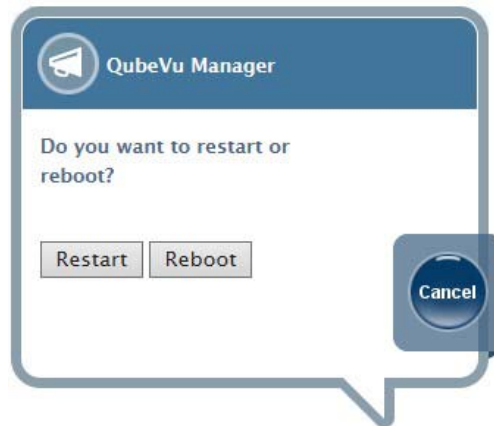 QubeVu Manager
Do you want to restart or
reboot?
Restart Reboot
Cancel